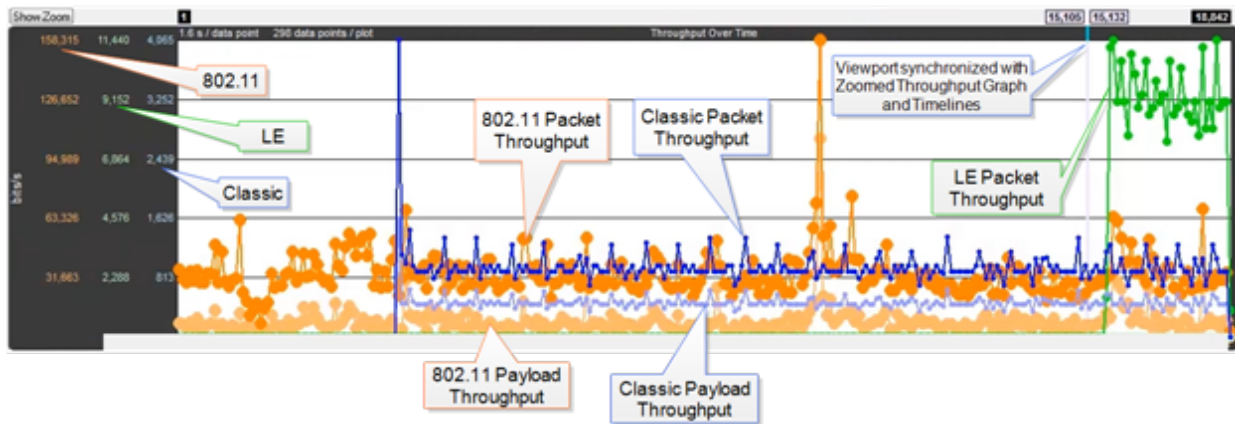 Show Zoom
1
15,105
15,132
18,842
1.6 s / data point 298 data points / plot
Throughput Over Time
158,315 11,440 4,065
802.11
126,652 9,152 3,252
LE
94,989 6,864 2,439
Classic
63,326 4,576 1,626
31,663 2,288 813
bits/s
802.11 Packet
Throughput
Classic Packet
Throughput
Viewport synchronized with
Zoomed Throughput Graph
and Timelines
LE Packet
Throughput
802.11 Payload
Throughput
Classic Payload
Throughput